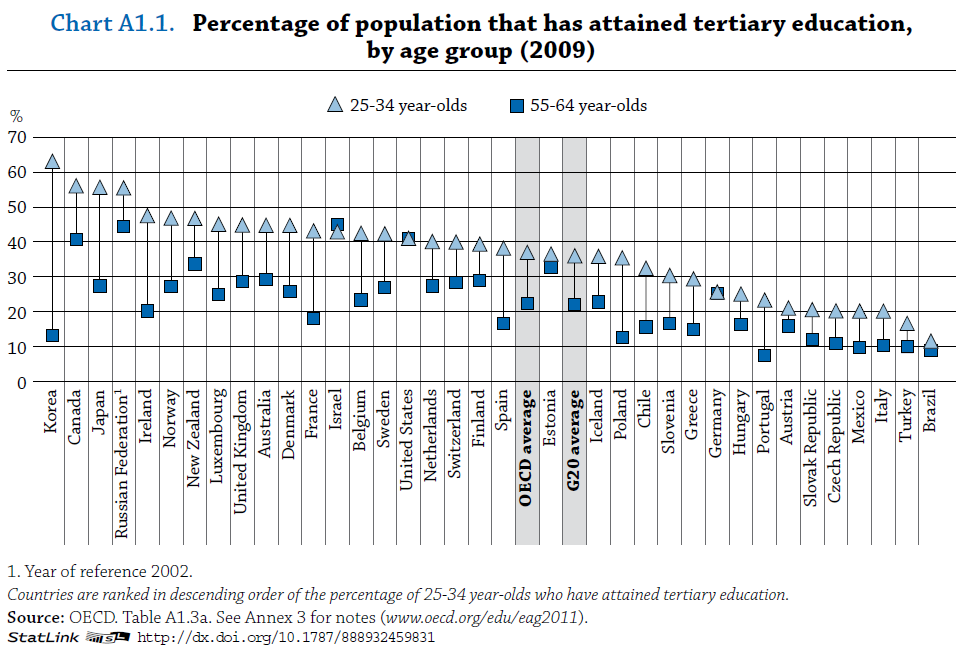 Chart A1.1. Percentage of population that has attained tertiary education,
by age group (2009)
25-34 year-olds 55-64 year-olds
%
70
60
50
40
30
20
10
0
Korea
Canada
Japan
Russian Federation¹
Ireland
Norway
New Zealand
Luxembourg
United Kingdom
Australia
Denmark
France
Israel
Belgium
Sweden
United States
Netherlands
Switzerland
Finland
Spain
OECD average
Estonia
G20 average
Iceland
Poland
Chile
Slovenia
Greece
Germany
Hungary
Portugal
Austria
Slovak Republic
Czech Republic
Mexico
Italy
Turkey
Brazil
1. Year of reference 2002.
Countries are ranked in descending order of the percentage of 25-34 year-olds who have attained tertiary education.
Source: OECD. Table A1.3a. See Annex 3 for notes (www.oecd.org/edu/eag2011).
StatLink http://dx.doi.org/10.1787/888932459831